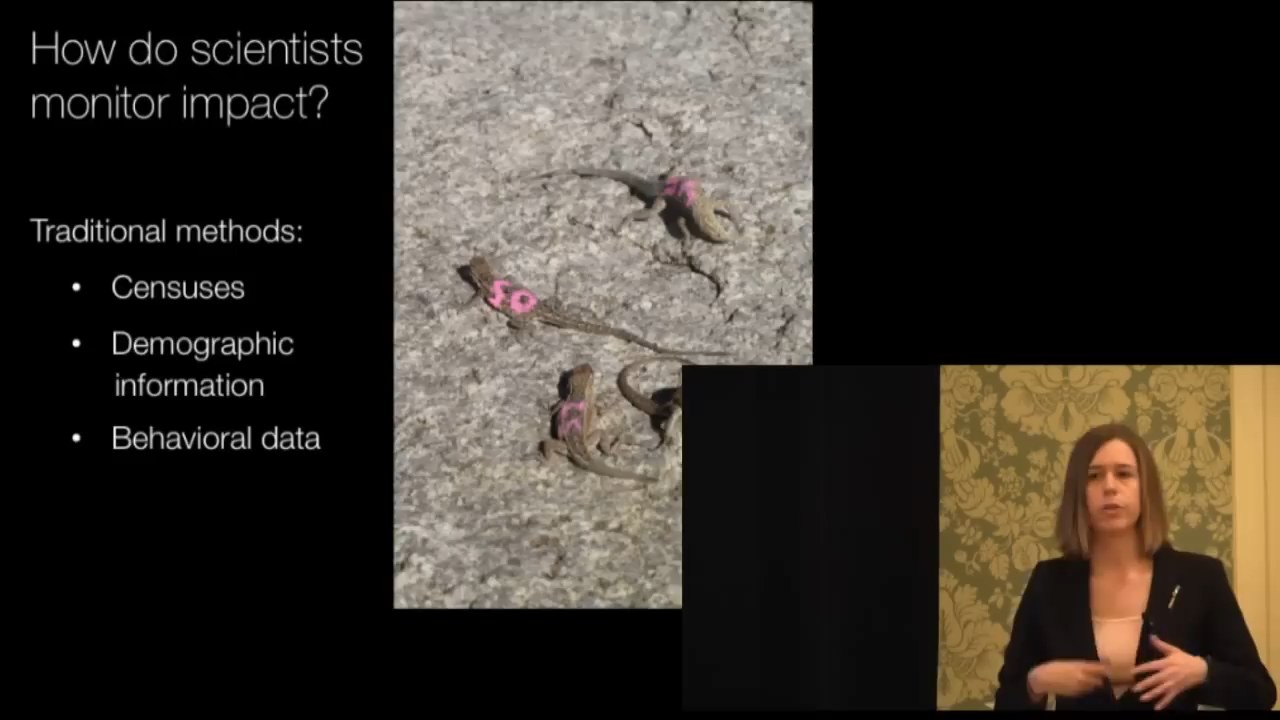 How do scientists
monitor impact?
Traditional methods:
• Censuses
• Demographic
information
• Behavioral data
50